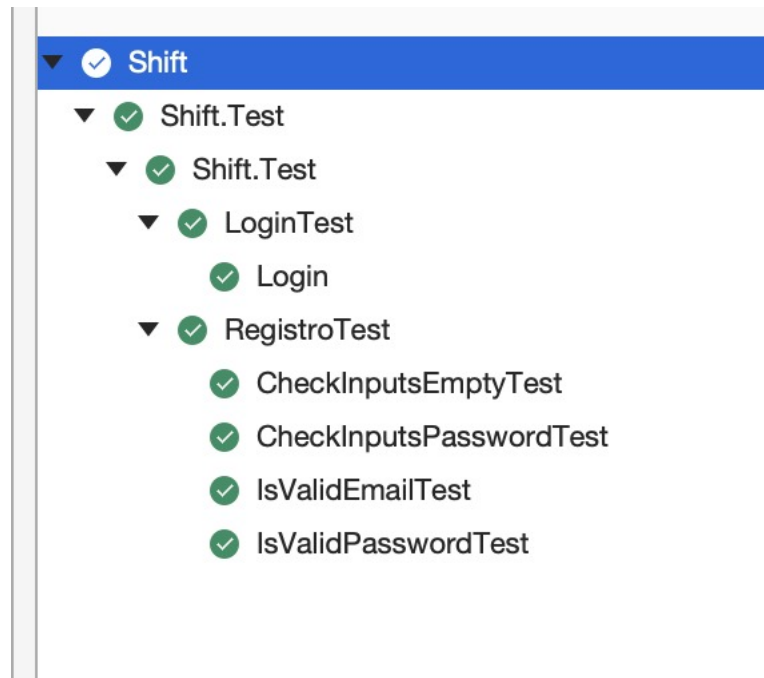 Shift
Shift.Test
Shift.Test
LoginTest
Login
RegistroTest
CheckInputsEmptyTest
CheckInputsPasswordTest
IsValidEmailTest
IsValidPasswordTest